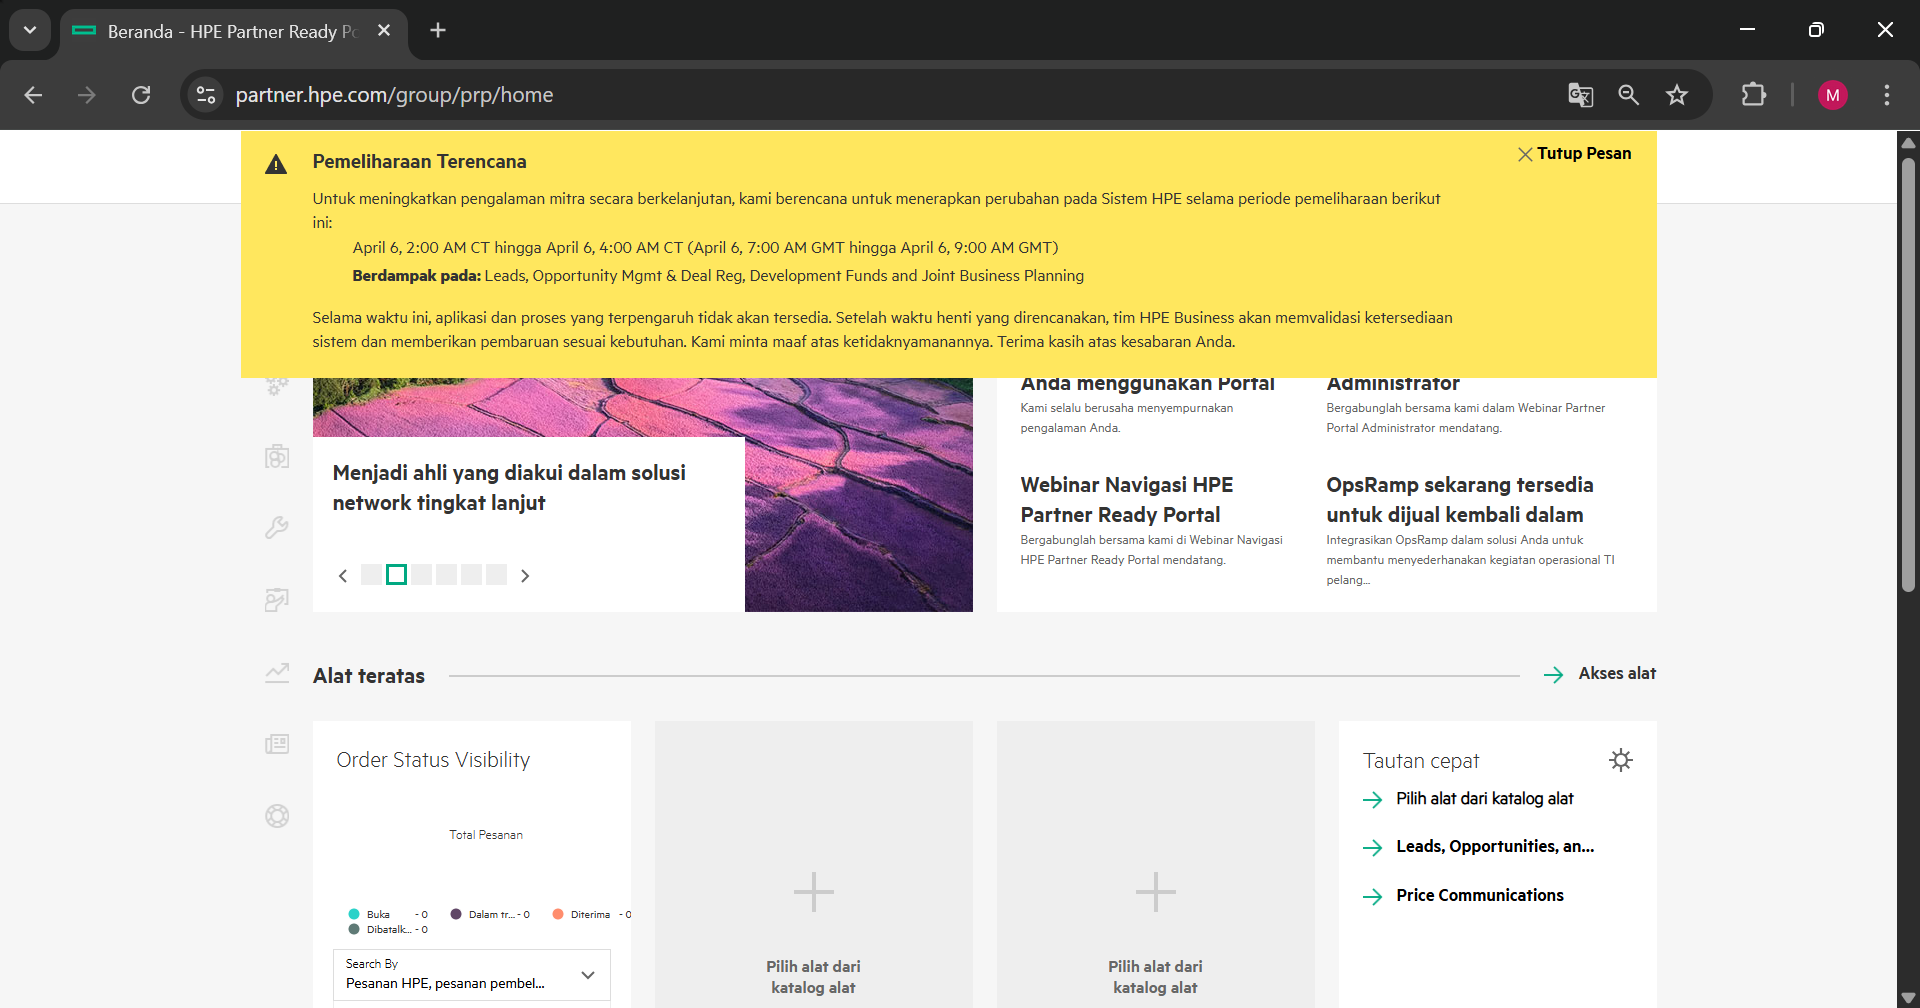 Beranda - HPE Partner Ready Po
partner.hpe.com/group/prp/home
M
Pemeliharaan Terencana
Tutup Pesan
Untuk meningkatkan pengalaman mitra secara berkelanjutan, kami berencana untuk menerapkan perubahan pada Sistem HPE selama periode pemeliharaan berikut
ini:
April 6, 2:00 AM CT hingga April 6, 4:00 AM CT (April 6, 7:00 AM GMT hingga April 6, 9:00 AM GMT)
Berdampak pada: Leads, Opportunity Mgmt & Deal Reg, Development Funds and Joint Business Planning
Selama waktu ini, aplikasi dan proses yang terpengaruh tidak akan tersedia. Setelah waktu henti yang direncanakan, tim HPE Business akan memvalidasi ketersediaan
sistem dan memberikan pembaruan sesuai kebutuhan. Kami minta maaf atas ketidaknyamanannya. Terima kasih atas kesabaran Anda.
Menjadi ahli yang diakui dalam solusi
network tingkat lanjut
Anda menggunakan Portal
Kami selalu berusaha menyempurnakan
pengalaman Anda.
Administrator
Bergabunglah bersama kami dalam Webinar Partner
Portal Administrator mendatang.
Webinar Navigasi HPE
Partner Ready Portal
Bergabunglah bersama kami di Webinar Navigasi
HPE Partner Ready Portal mendatang.
OpsRamp sekarang tersedia
untuk dijual kembali dalam
Integrasikan OpsRamp dalam solusi Anda untuk
membantu menyederhanakan kegiatan operasional TI
pelang...
Alat teratas
Akses alat
Order Status Visibility
Total Pesanan
Buka - 0
Dalam tr... - 0
Diterima - 0
Dibatalk... - 0
Search By
Pesanan HPE, pesanan pembel...
Pilih alat dari
katalog alat
Pilih alat dari
katalog alat
Tautan cepat
Pilih alat dari katalog alat
Leads, Opportunities, an...
Price Communications